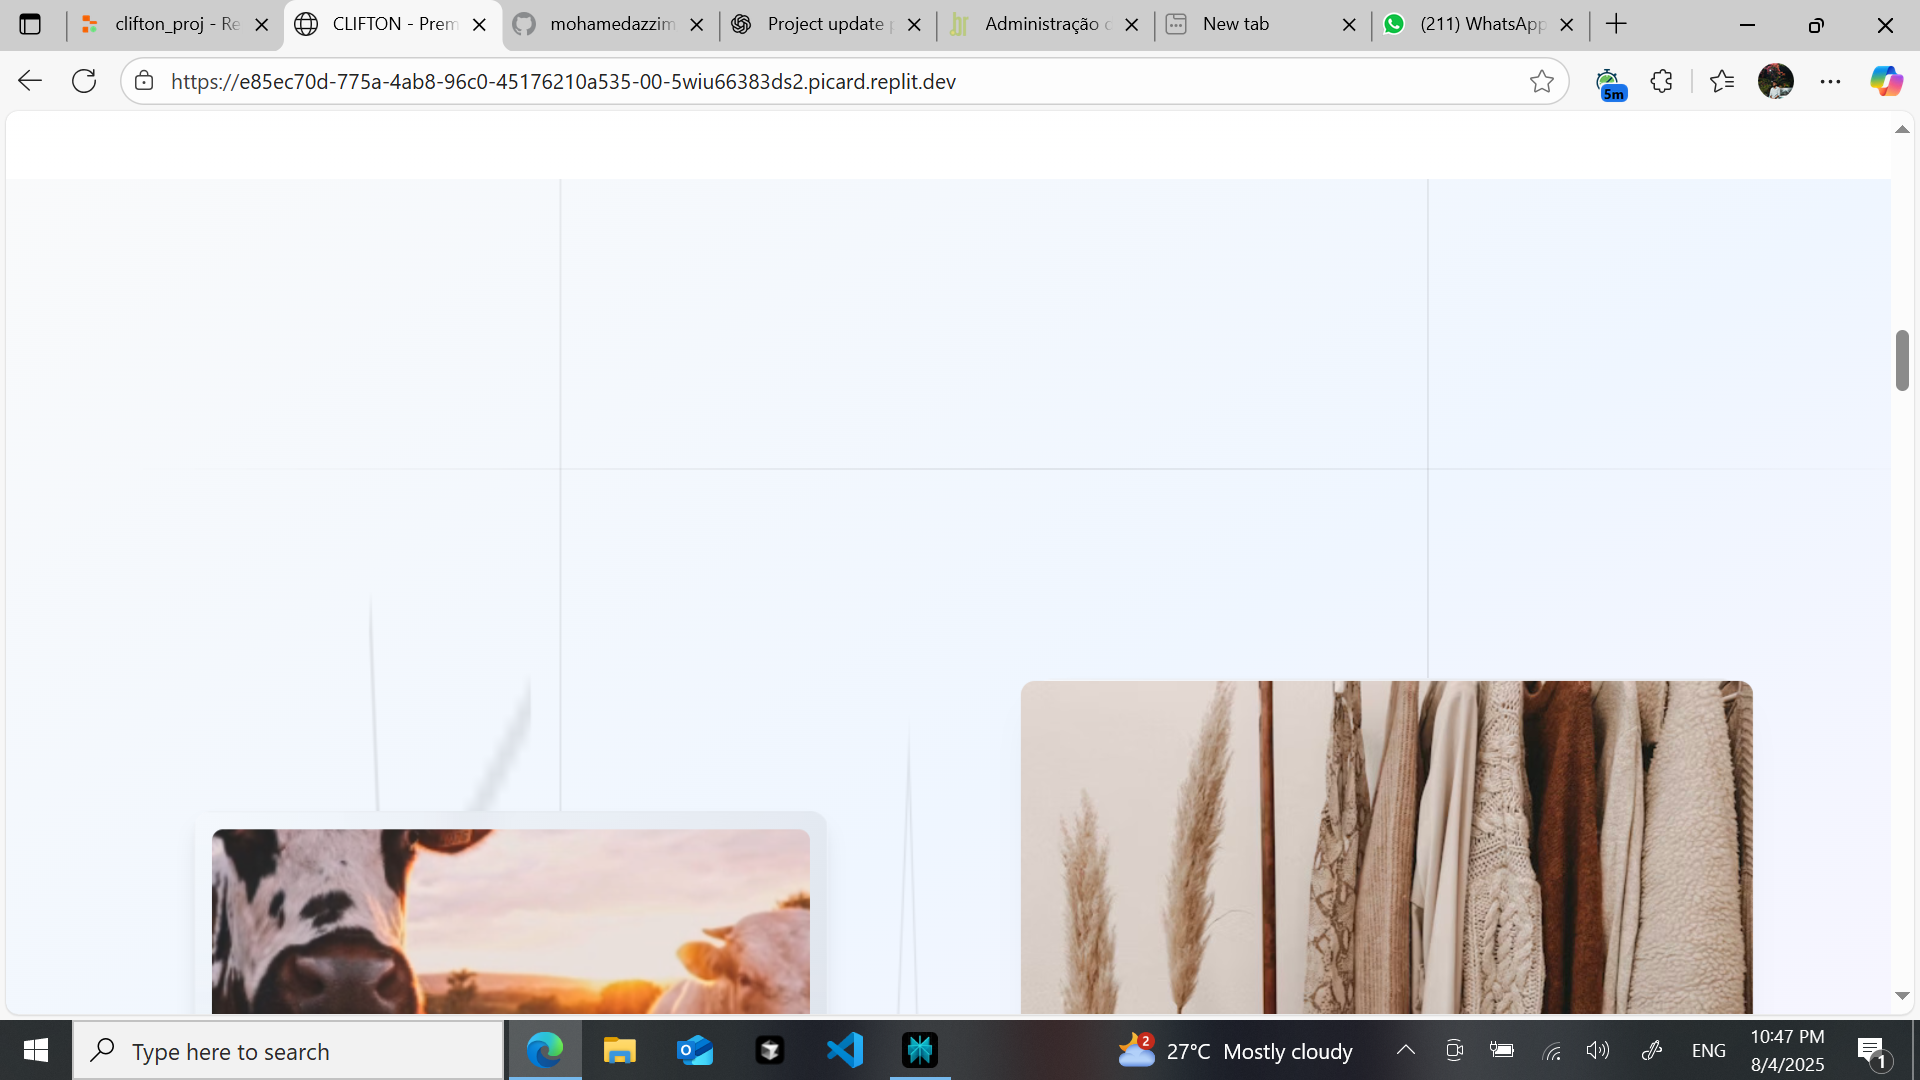 clifton_proj - Re
CLIFTON - Prem
mohamedazzim
Project update p
Administração c
New tab
(211) WhatsApp
https://e85ec70d-775a-4ab8-96c0-45176210a535-00-5wiu66383ds2.picard.replit.dev
5m
Type here to search
2
27°C Mostly cloudy
ENG
10:47 PM
8/4/2025
1